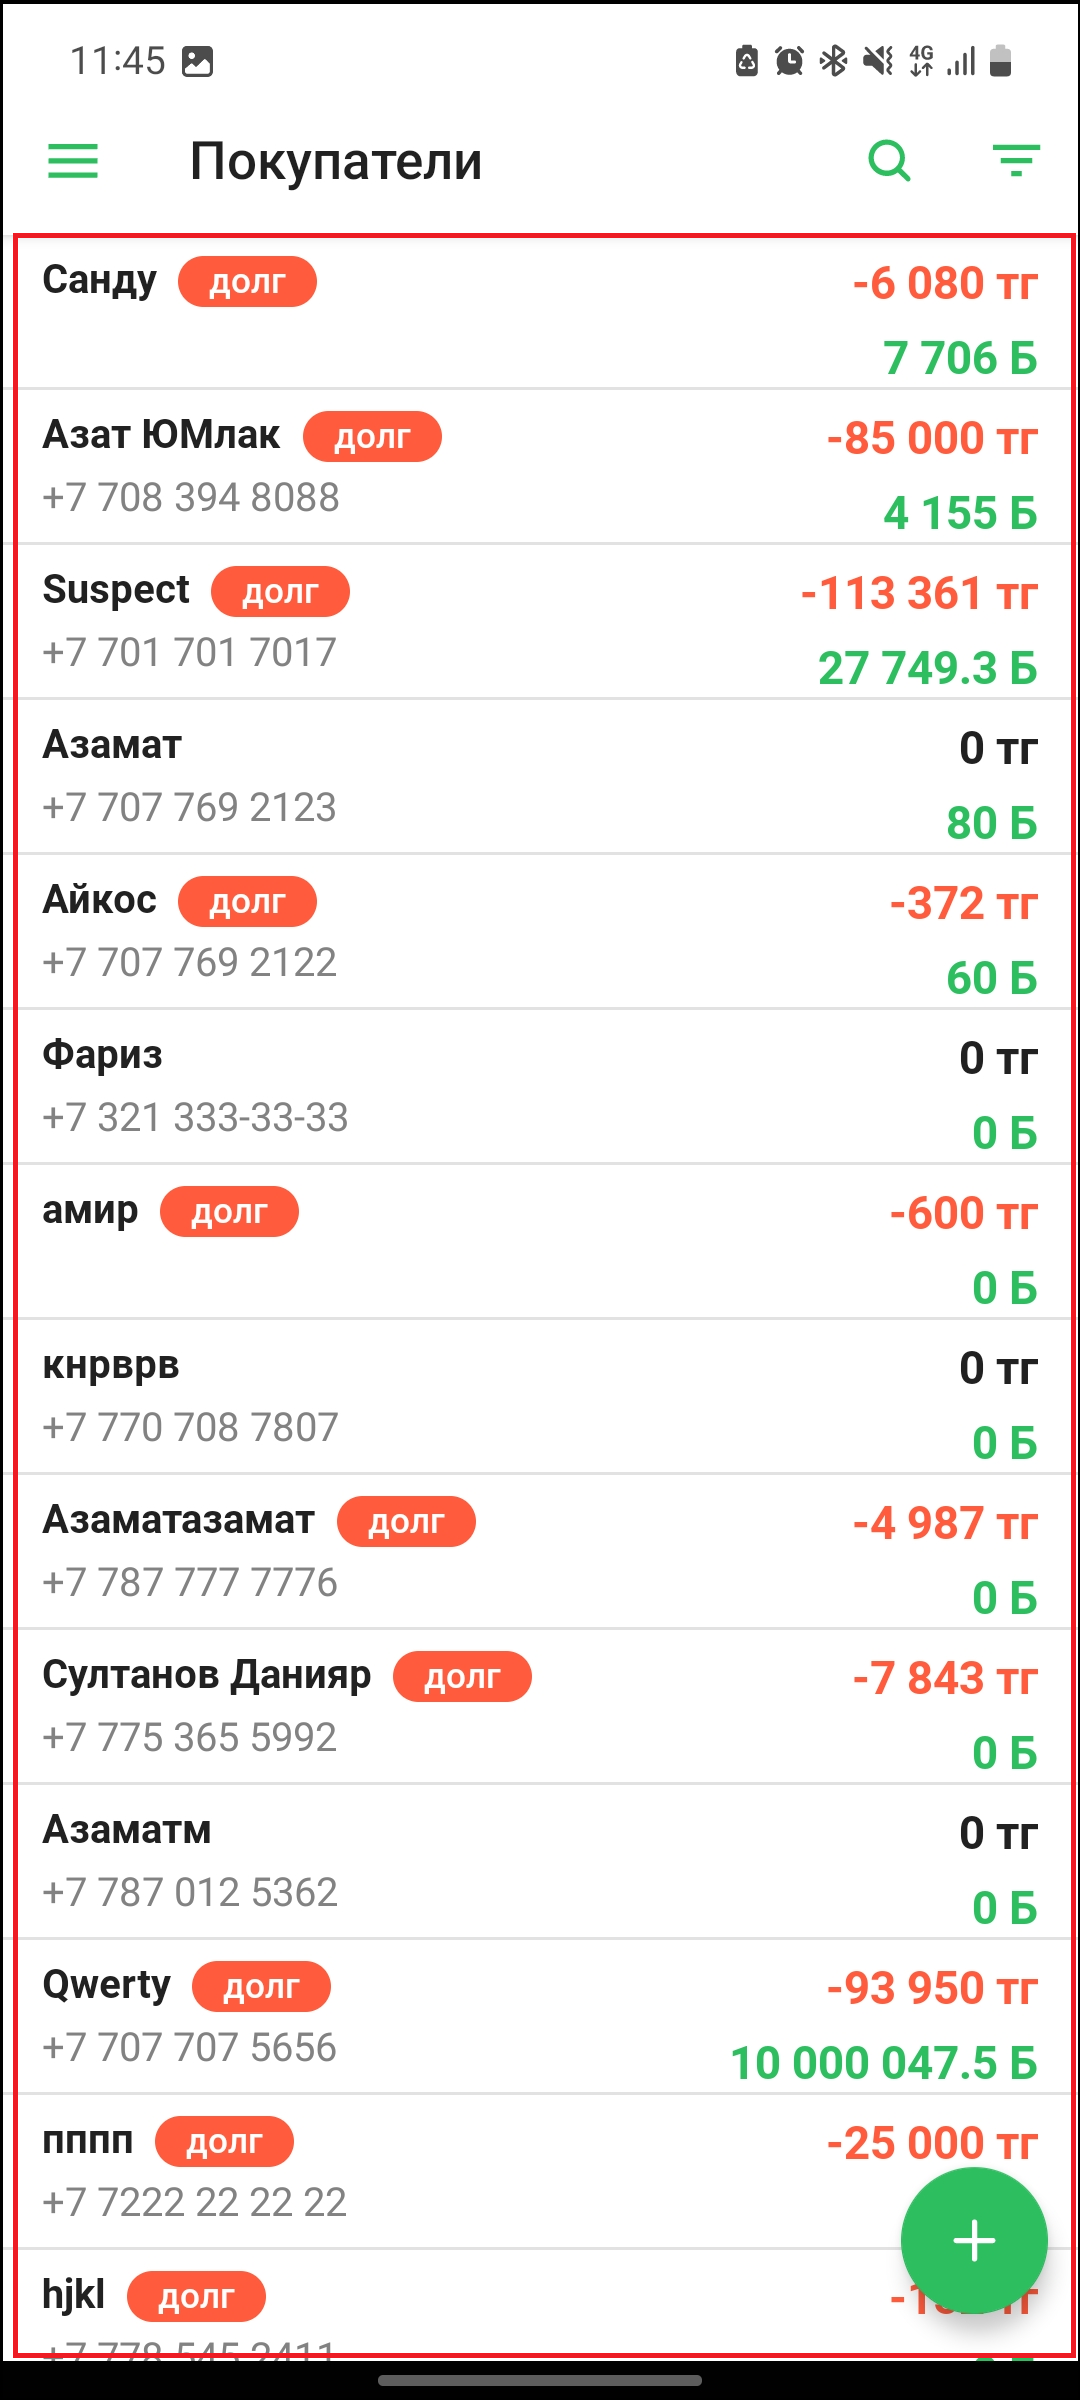 11:45 4G
Покупатели
Санду долг -6 080 тг
7 706 Б
Азат ЮМлак долг -85 000 тг
+7 708 394 8088 4 155 Б
Suspect долг -113 361 тг
+7 701 701 7017 27 749.3 Б
Азамат 0 тг
+7 707 769 2123 80 Б
Айкос долг -372 тг
+7 707 769 2122 60 Б
Фариз 0 тг
+7 321 333-33-33 0 Б
амир долг -600 тг
0 Б
кнрврв 0 тг
+7 770 708 7807 0 Б
Азаматазамат долг -4 987 тг
+7 787 777 7776 0 Б
Султанов Данияр долг -7 843 тг
+7 775 365 5992 0 Б
Азаматм 0 тг
+7 787 012 5362 0 Б
Qwerty долг -93 950 тг
+7 707 707 5656 10 000 047.5 Б
пппп долг -25 000 тг
+7 7222 22 22 22
hjkl долг
+7 778 545 2411